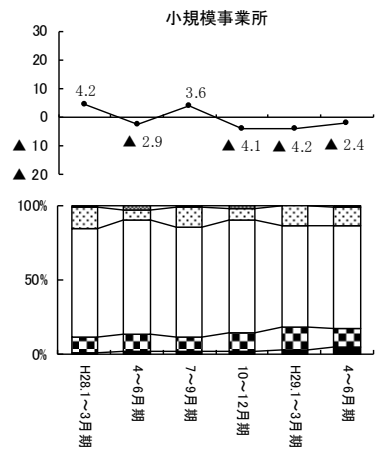 小規模事業所
30
20
10
0
▲ 10
▲ 20
4.2
▲ 2.9
3.6
▲ 4.1
▲ 4.2
▲ 2.4
100%
50%
0%
H28.1～3月期
4～6月期
7～9月期
10～12月期
H29.1～3月期
4～6月期